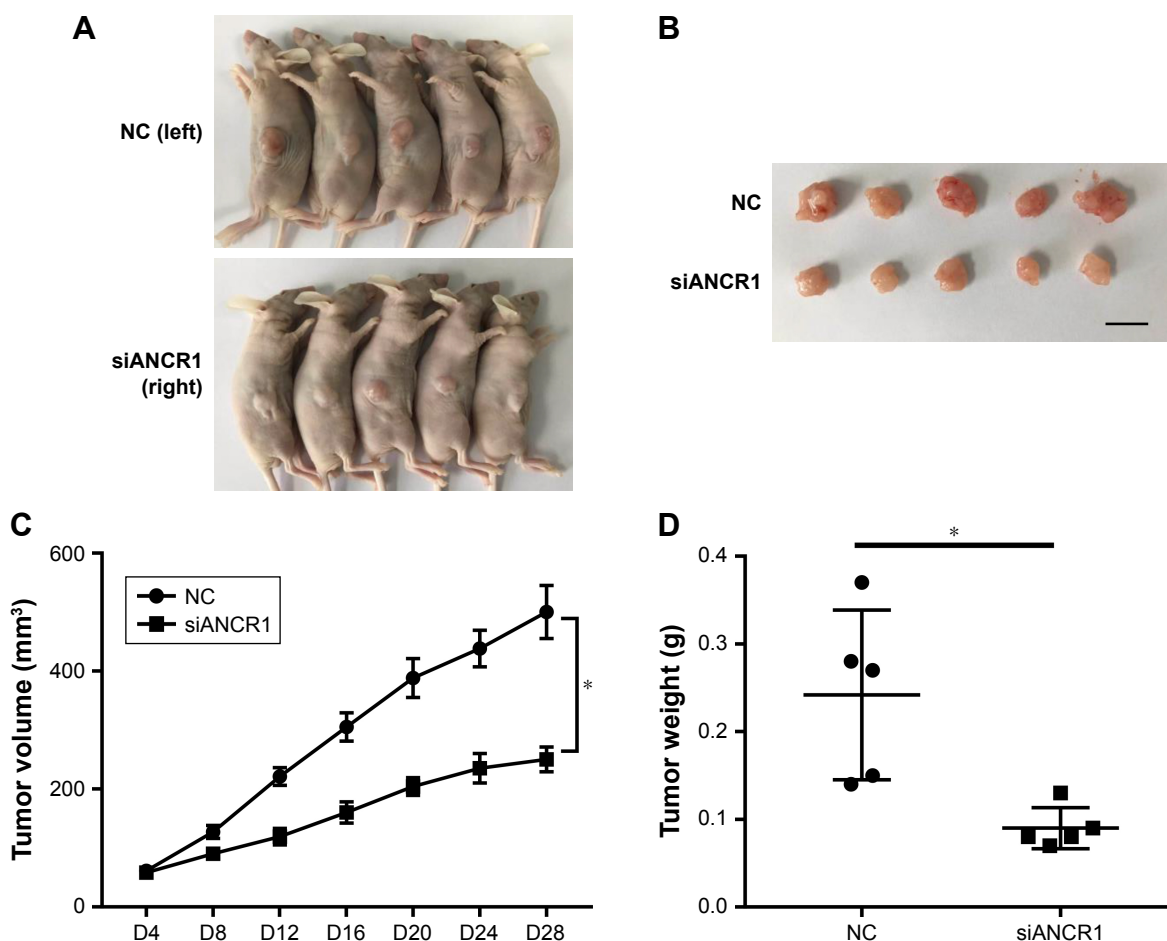 A
NC (left)
siANCR1
(right)
B
NC
siANCR1
C
Tumor volume (mm³)
600
400
200
0
NC
siANCR1
*
D4 D8 D12 D16 D20 D24 D28
D
Tumor weight (g)
0.4
0.3
0.2
0.1
0.0
*
NC siANCR1